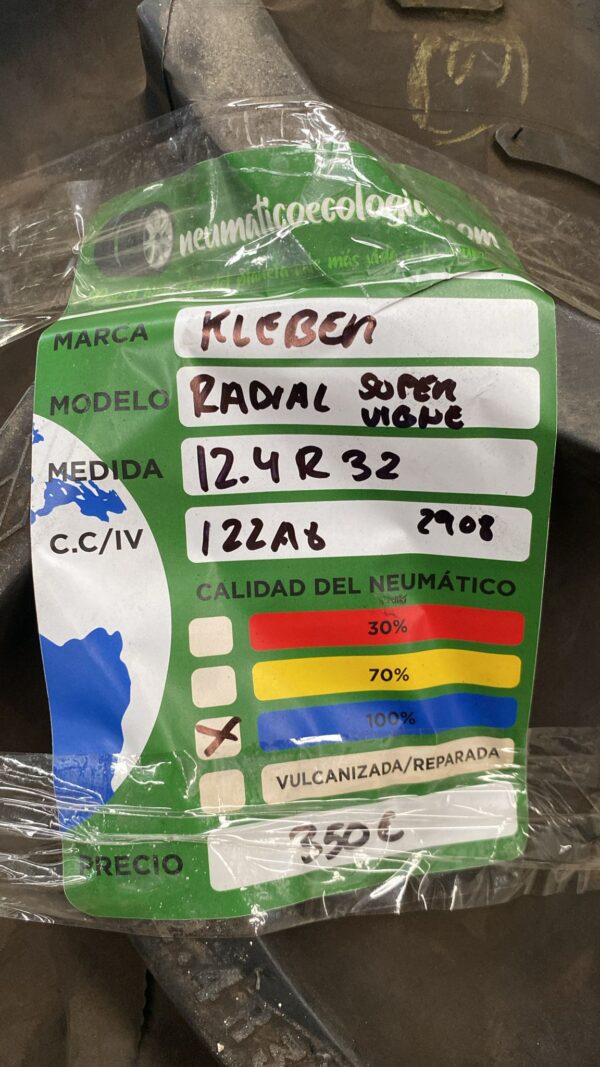 neumaticoecologico.com
MARCA KLEBER
MODELO RADIAL SUPER
VIGNE
MEDIDA 12.4 R 32
C.C/IV 122A8 2908
CALIDAD DEL NEUMÁTICO
30%
70%
X 100%
VULCANIZADA/REPARADA
PRECIO 350€